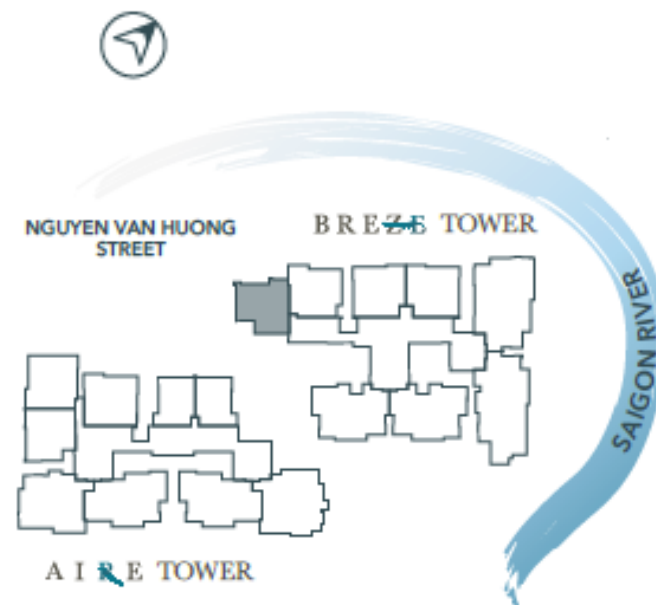 NGUYEN VAN HUONG
STREET
BREZE TOWER
SAIGON RIVER
AIRE TOWER